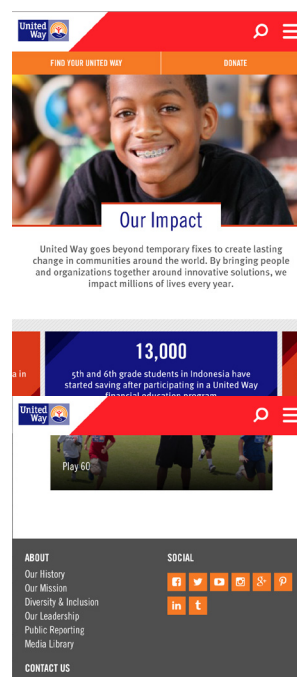 United
Way
FIND YOUR UNITED WAY
DONATE
Our Impact
United Way goes beyond temporary fixes to create lasting
change in communities around the world. By bringing people
and organizations together around innovative solutions, we
impact millions of lives every year.
13,000
a in
5th and 6th grade students in Indonesia have
started saving after participating in a United Way
financial education program
United
Way
Play 60
ABOUT
Our History
Our Mission
Diversity & Inclusion
Our Leadership
Public Reporting
Media Library
CONTACT US
SOCIAL